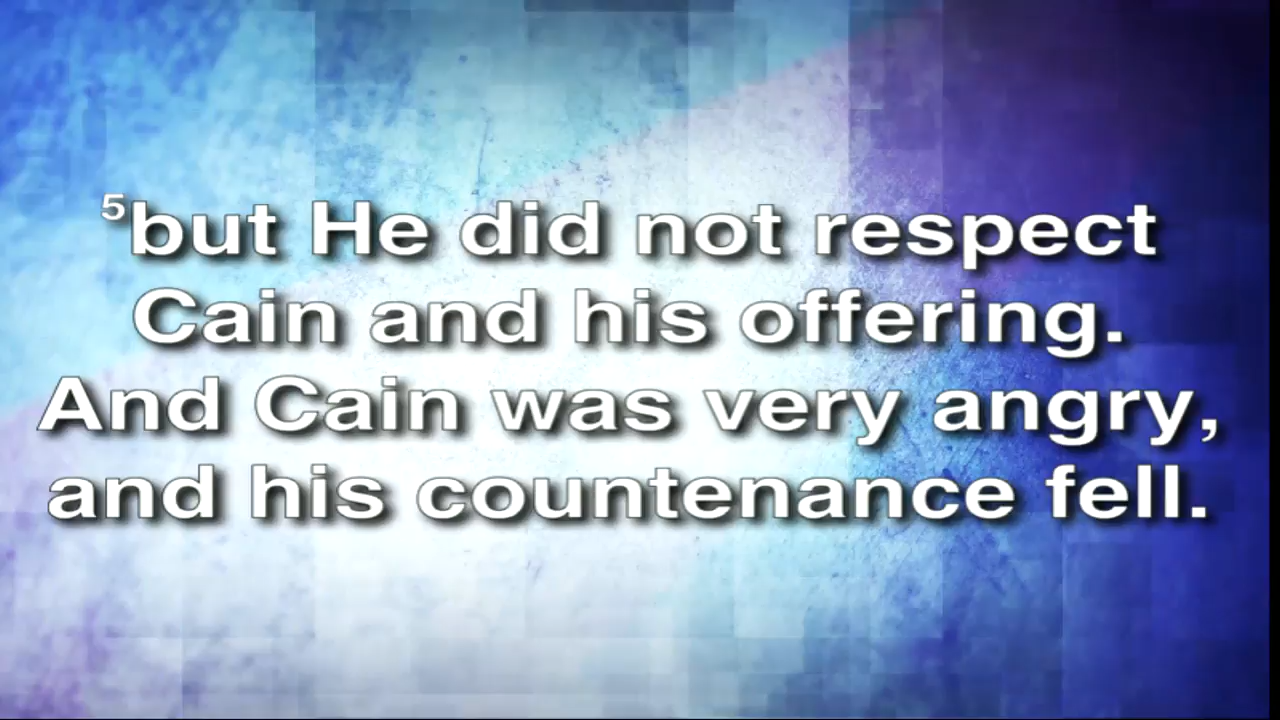 ⁵but He did not respect
Cain and his offering.
And Cain was very angry,
and his countenance fell.